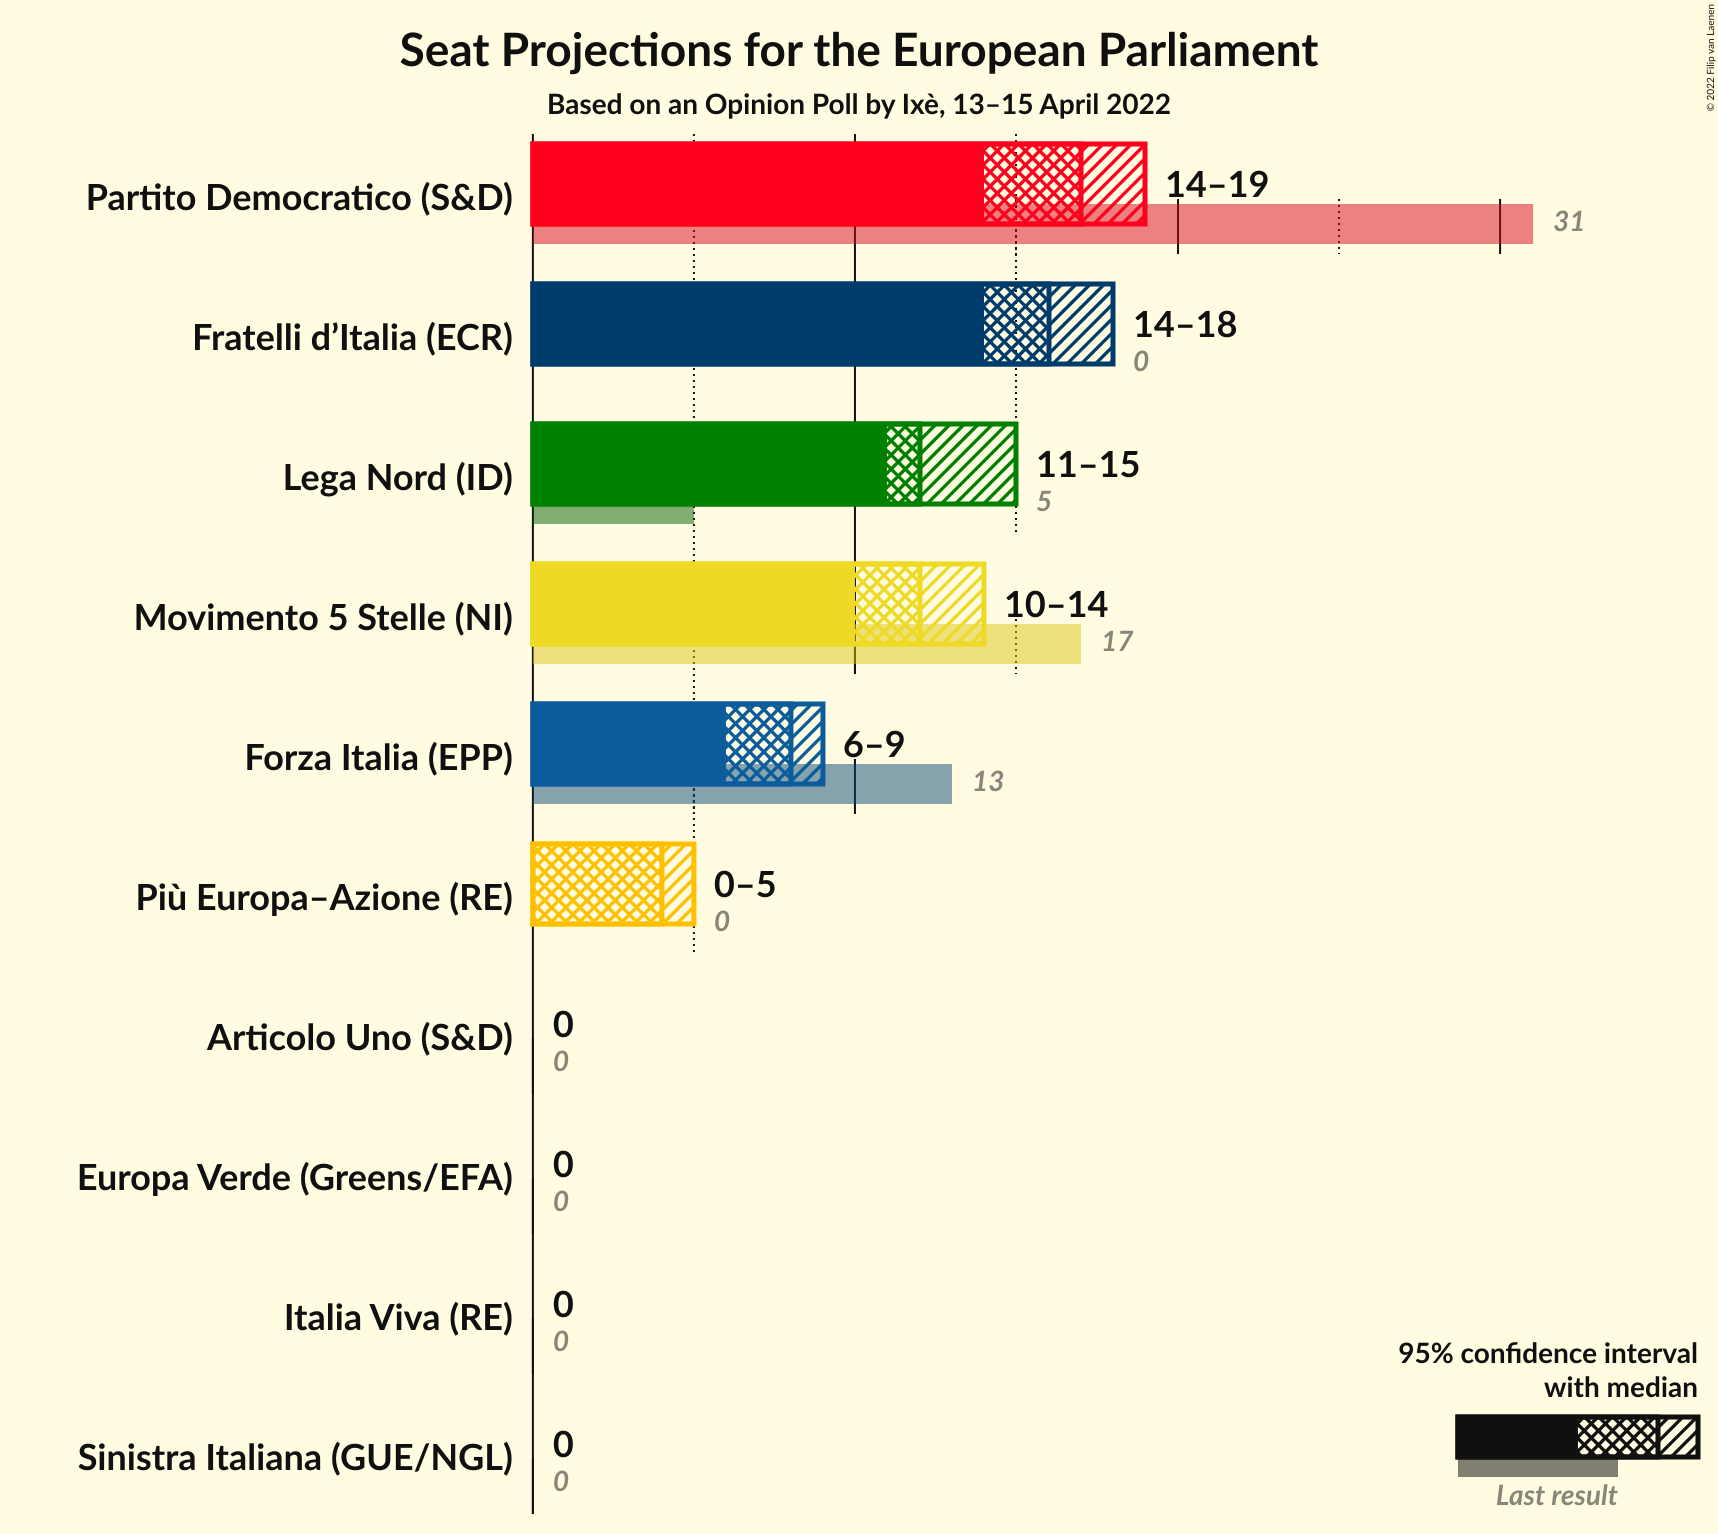 Seat Projections for the European Parliament
Based on an Opinion Poll by Ixè, 13–15 April 2022
© 2022 Filip van Laenen
Partito Democratico (S&D)
14–19
31
Fratelli d’Italia (ECR)
14–18
0
Lega Nord (ID)
11–15
5
Movimento 5 Stelle (NI)
10–14
17
Forza Italia (EPP)
6–9
13
Più Europa–Azione (RE)
0–5
0
Articolo Uno (S&D)
0
0
Europa Verde (Greens/EFA)
0
0
Italia Viva (RE)
0
0
Sinistra Italiana (GUE/NGL)
0
0
95% confidence interval
with median
Last result